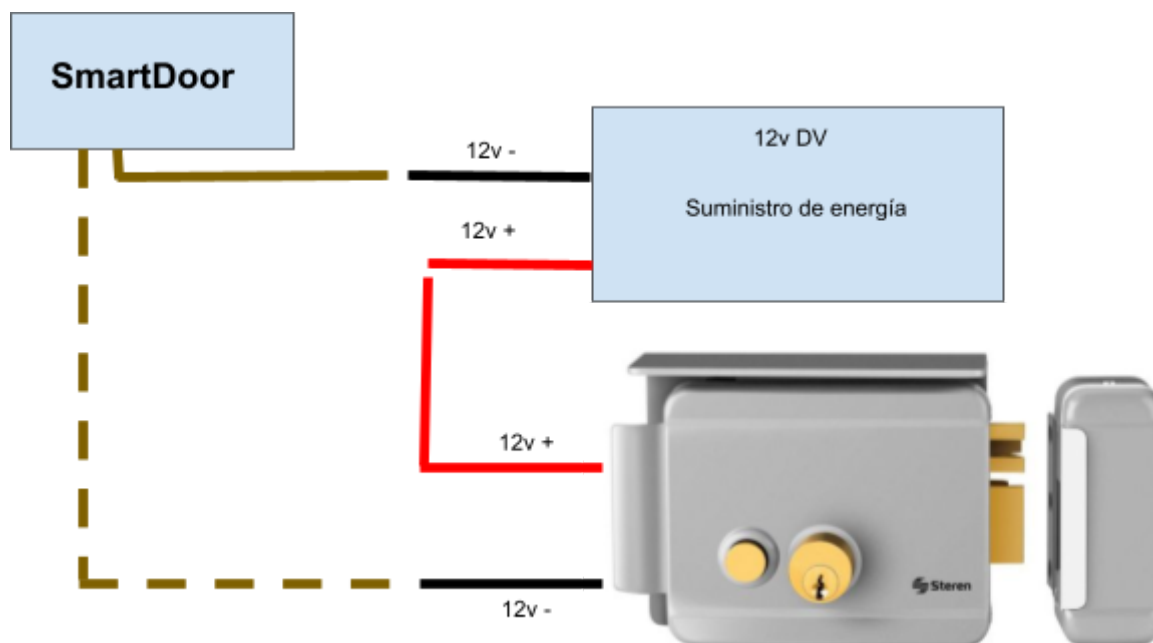 SmartDoor
12v -
12v DV
Suministro de energía
12v +
12v +
Steren
12v -